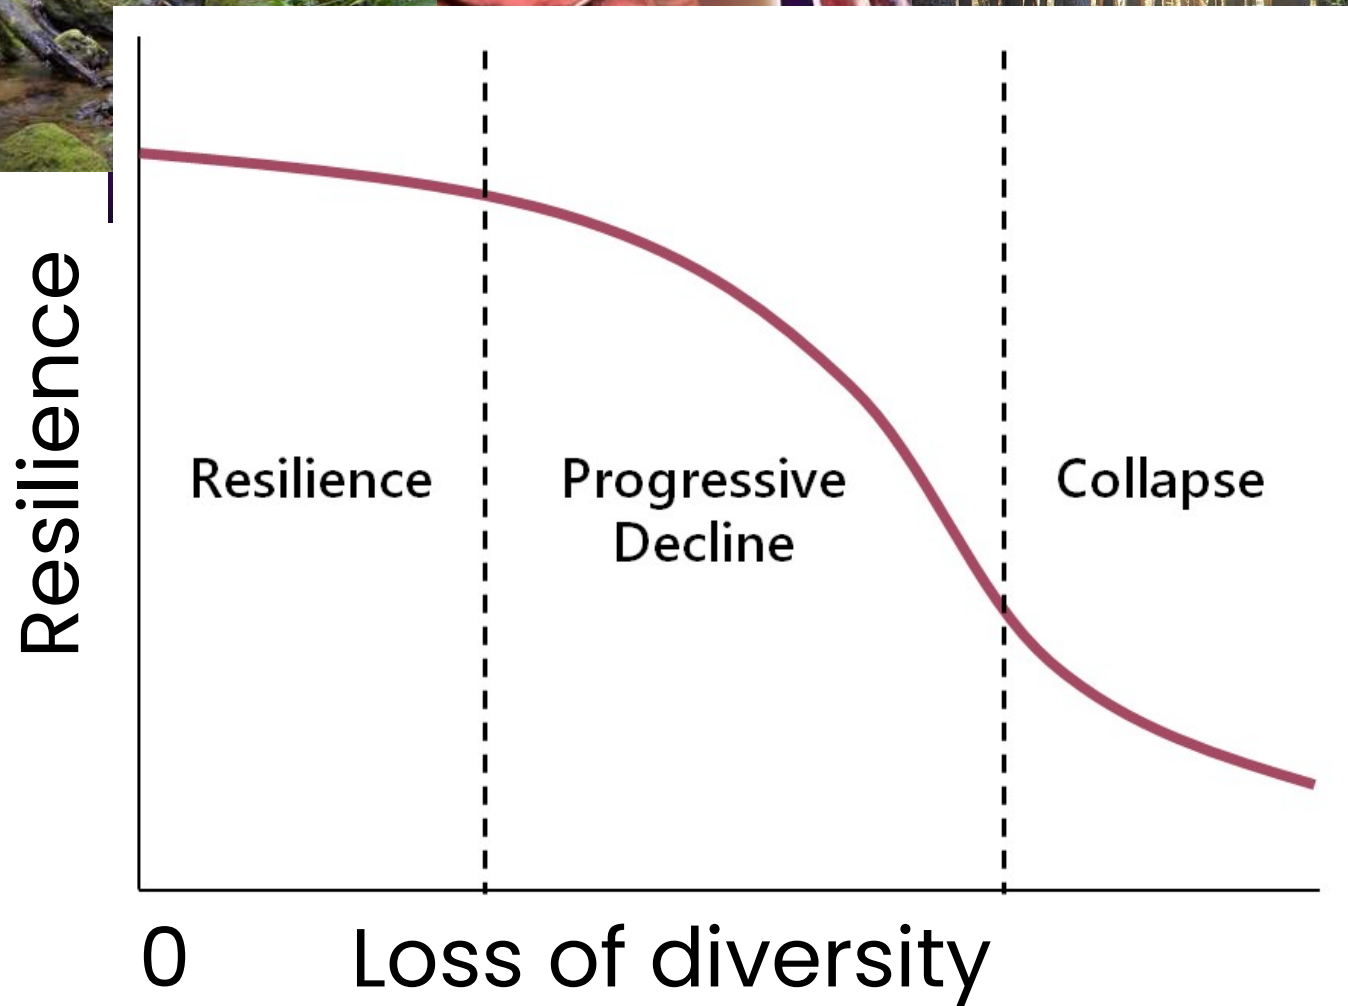 Resilience
Resilience
Progressive
Decline
Collapse
0
Loss of diversity